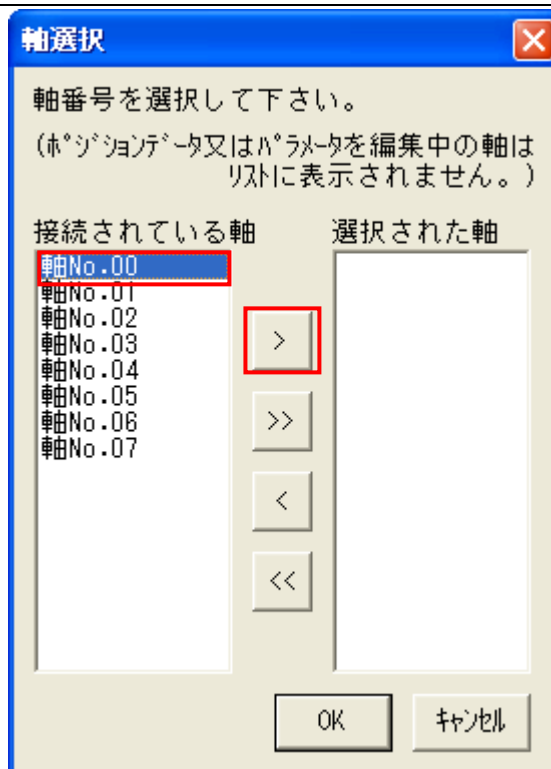 軸選択
軸番号を選択して下さい。
(ﾎﾟｼﾞｼｮﾝﾃﾞｰﾀ又はﾊﾟﾗﾒｰﾀを編集中の軸は
ﾘｽﾄに表示されません。)
接続されている軸 選択された軸
軸No.00
軸No.01
軸No.02
軸No.03
軸No.04
軸No.05
軸No.06
軸No.07
>
>>
<
<<
OK ｷｬﾝｾﾙ